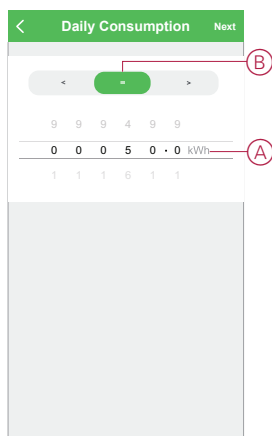 < Daily Consumption Next
B
< = >
9 9 9 4 9 9
0 0 0 5 0 . 0 kWh
A
1 1 1 6 1 1